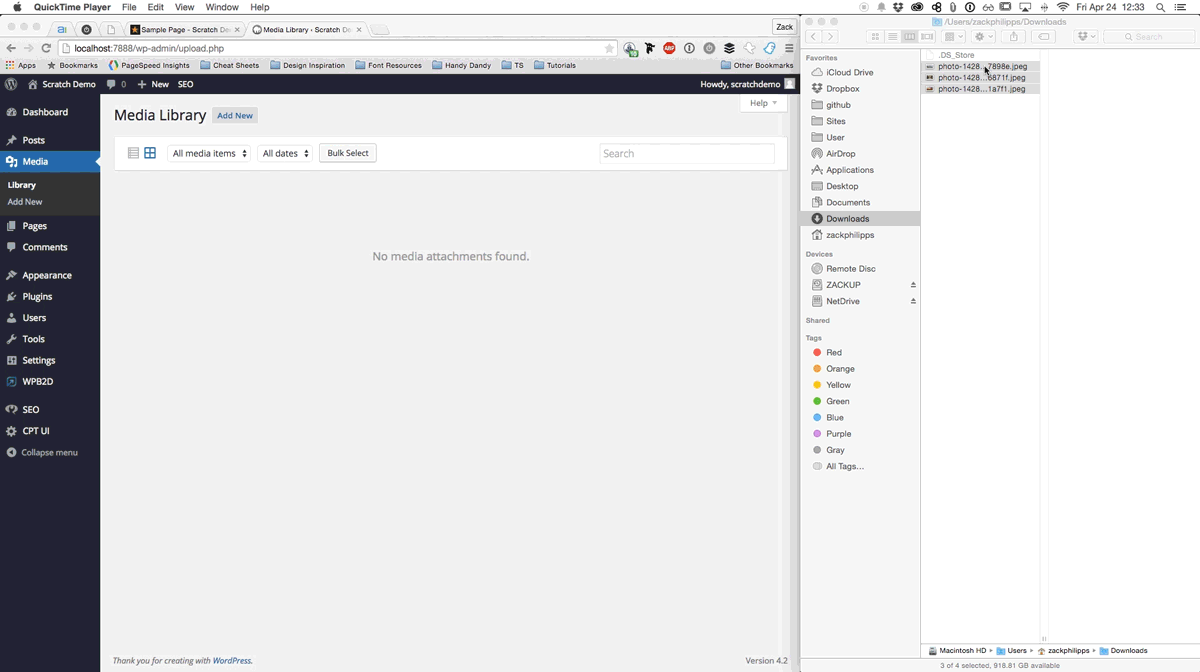 QuickTime Player File Edit View Window Help
Fri Apr 24 12:33
Sample Page - Scratch De
Media Library ‹ Scratch De
Zack
localhost:7888/wp-admin/upload.php
Apps Bookmarks PageSpeed Insights Cheat Sheets Design Inspiration Font Resources Handy Dandy TS Tutorials Other Bookmarks
Scratch Demo 0 New SEO Howdy, scratchdemo
Dashboard
Posts
Media
Library
Add New
Pages
Comments
Appearance
Plugins
Users
Tools
Settings
WPB2D
SEO
CPT UI
Collapse menu
Help
Media Library Add New
All media items All dates Bulk Select Search
No media attachments found.
Thank you for creating with WordPress.
Version 4.2
/Users/zackphilipps/Downloads
Search
Favorites
iCloud Drive
Dropbox
github
Sites
User
AirDrop
Applications
Desktop
Documents
Downloads
zackphilipps
Devices
Remote Disc
ZACKUP
NetDrive
Shared
Tags
Red
Orange
Yellow
Green
Blue
Purple
Gray
All Tags…
.DS_Store
photo-1428…7898e.jpeg
photo-1428…6871f.jpeg
photo-1428…1a7f1.jpeg
Macintosh HD Users zackphilipps Downloads
3 of 4 selected, 918.81 GB available